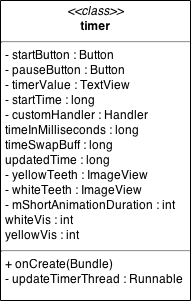 <<class>>
timer
- startButton : Button
- pauseButton : Button
- timerValue : TextView
- startTime : long
- customHandler : Handler
timeInMilliseconds : long
timeSwapBuff : long
updatedTime : long
- yellowTeeth : ImageView
- whiteTeeth : ImageView
- mShortAnimationDuration : int
whiteVis : int
yellowVis : int
+ onCreate(Bundle)
- updateTimerThread : Runnable